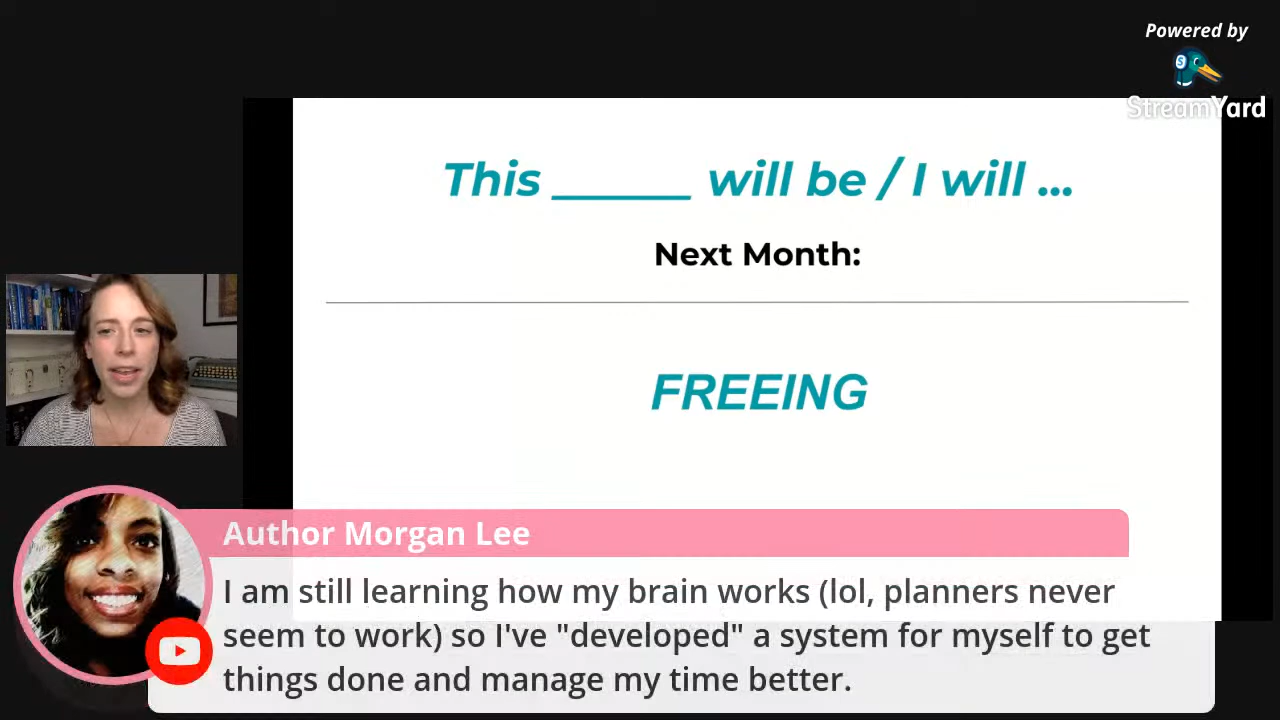 Powered by
StreamYard
This ______ will be / I will ...
Next Month:
FREEING
Author Morgan Lee
I am still learning how my brain works (lol, planners never
seem to work) so I've "developed" a system for myself to get
things done and manage my time better.